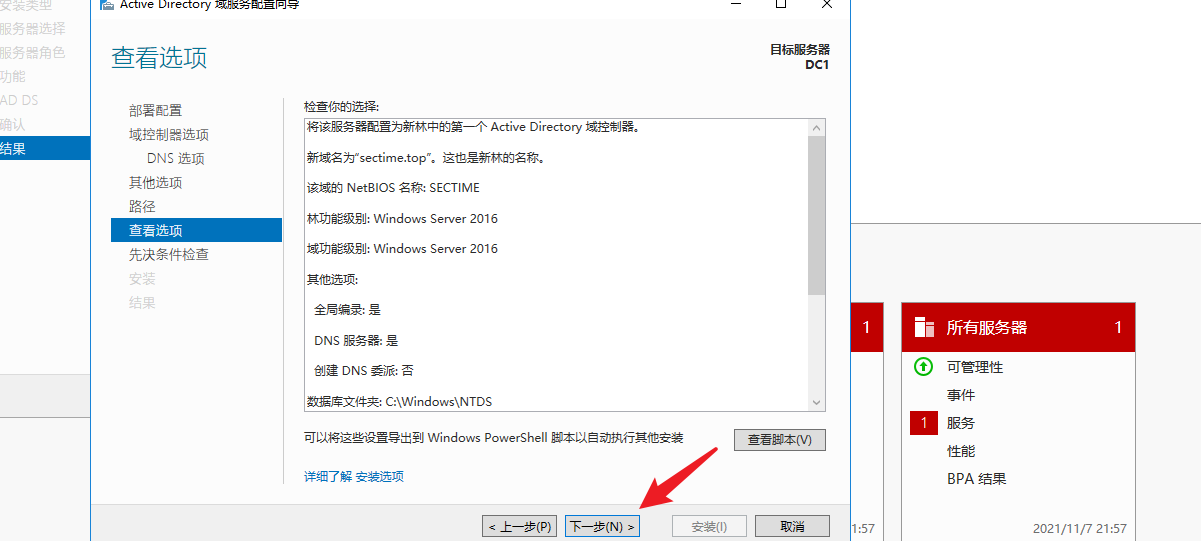 安装类型
服务器选择
服务器角色
功能
AD DS
确认
结果
Active Directory 域服务配置向导
查看选项
目标服务器
DC1
部署配置
域控制器选项
DNS 选项
其他选项
路径
查看选项
先决条件检查
安装
结果
检查你的选择:
将该服务器配置为新林中的第一个 Active Directory 域控制器。
新域名为“sectime.top”。这也是新林的名称。
该域的 NetBIOS 名称: SECTIME
林功能级别: Windows Server 2016
域功能级别: Windows Server 2016
其他选项:
全局编录: 是
DNS 服务器: 是
创建 DNS 委派: 否
数据库文件夹: C:\Windows\NTDS
可以将这些设置导出到 Windows PowerShell 脚本以自动执行其他安装
查看脚本(V)
详细了解 安装选项
< 上一步(P)
下一步(N) >
安装(I)
取消
1
所有服务器
1
可管理性
事件
1
服务
性能
BPA 结果
1:57
2021/11/7 21:57